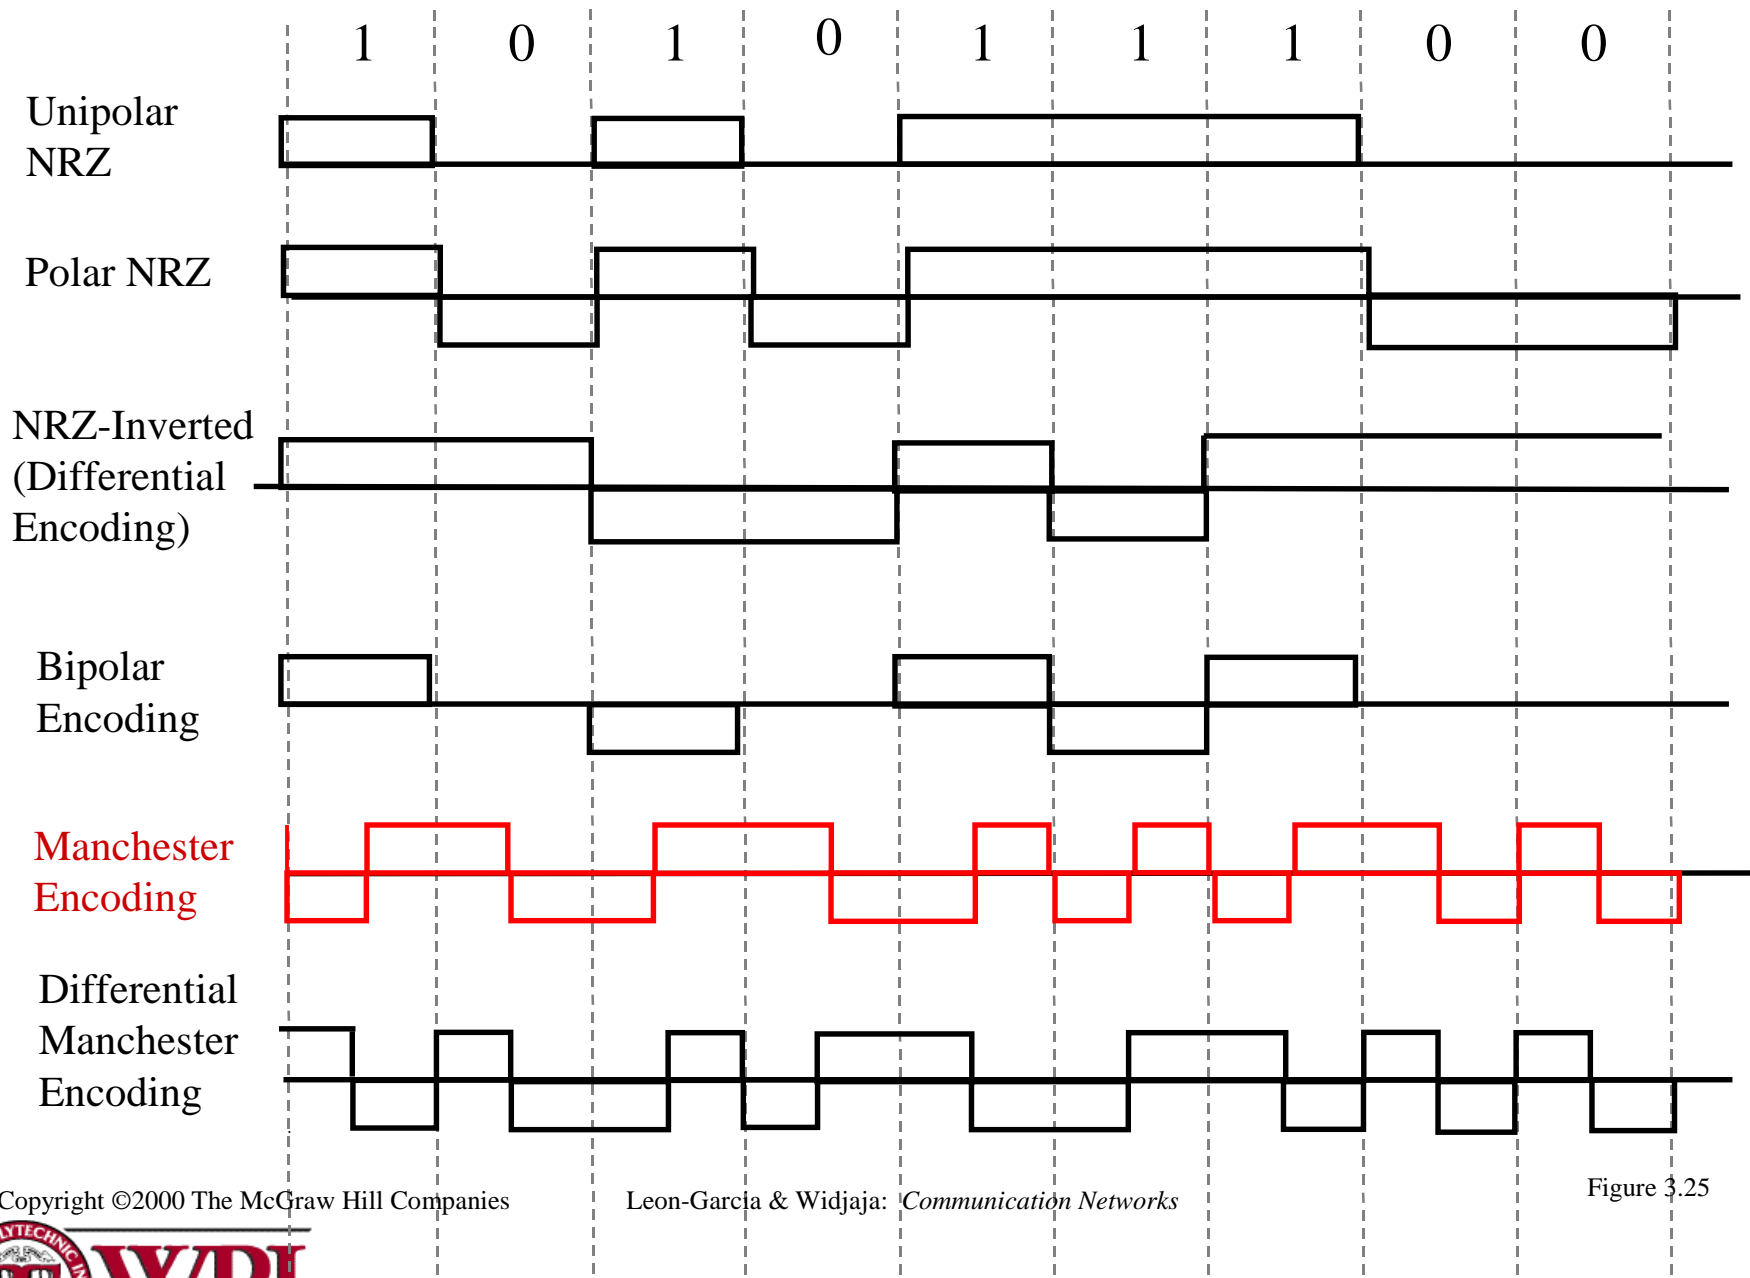 1 0 1 0 1 1 1 0 0
Unipolar
NRZ
Polar NRZ
NRZ-Inverted
(Differential
Encoding)
Bipolar
Encoding
Manchester
Encoding
Differential
Manchester
Encoding
Copyright ©2000 The McGraw Hill Companies
Leon-Garcia & Widjaja: Communication Networks
Figure 3.25
WPI